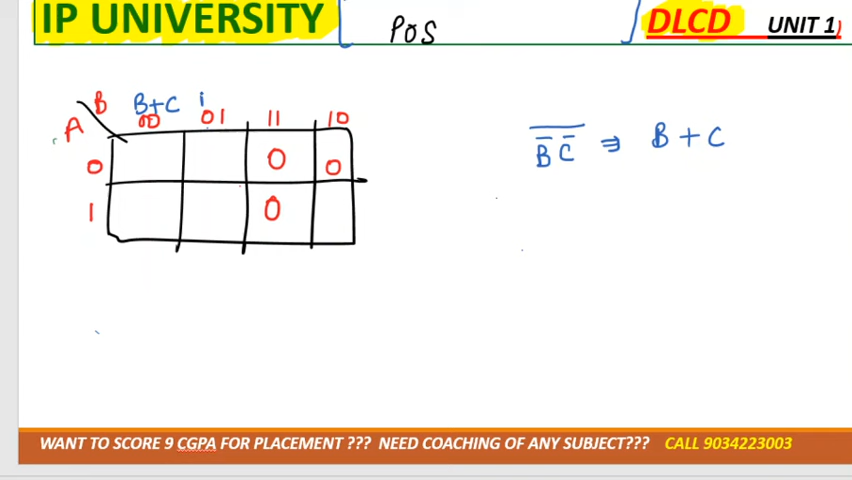 IP UNIVERSITY
POS
DLCD UNIT 1)
B B+C
A 00 01 11 10
0 0 0
1 0
B̅ C̅ ⇒ B + C
WANT TO SCORE 9 CGPA FOR PLACEMENT ??? NEED COACHING OF ANY SUBJECT??? CALL 9034223003